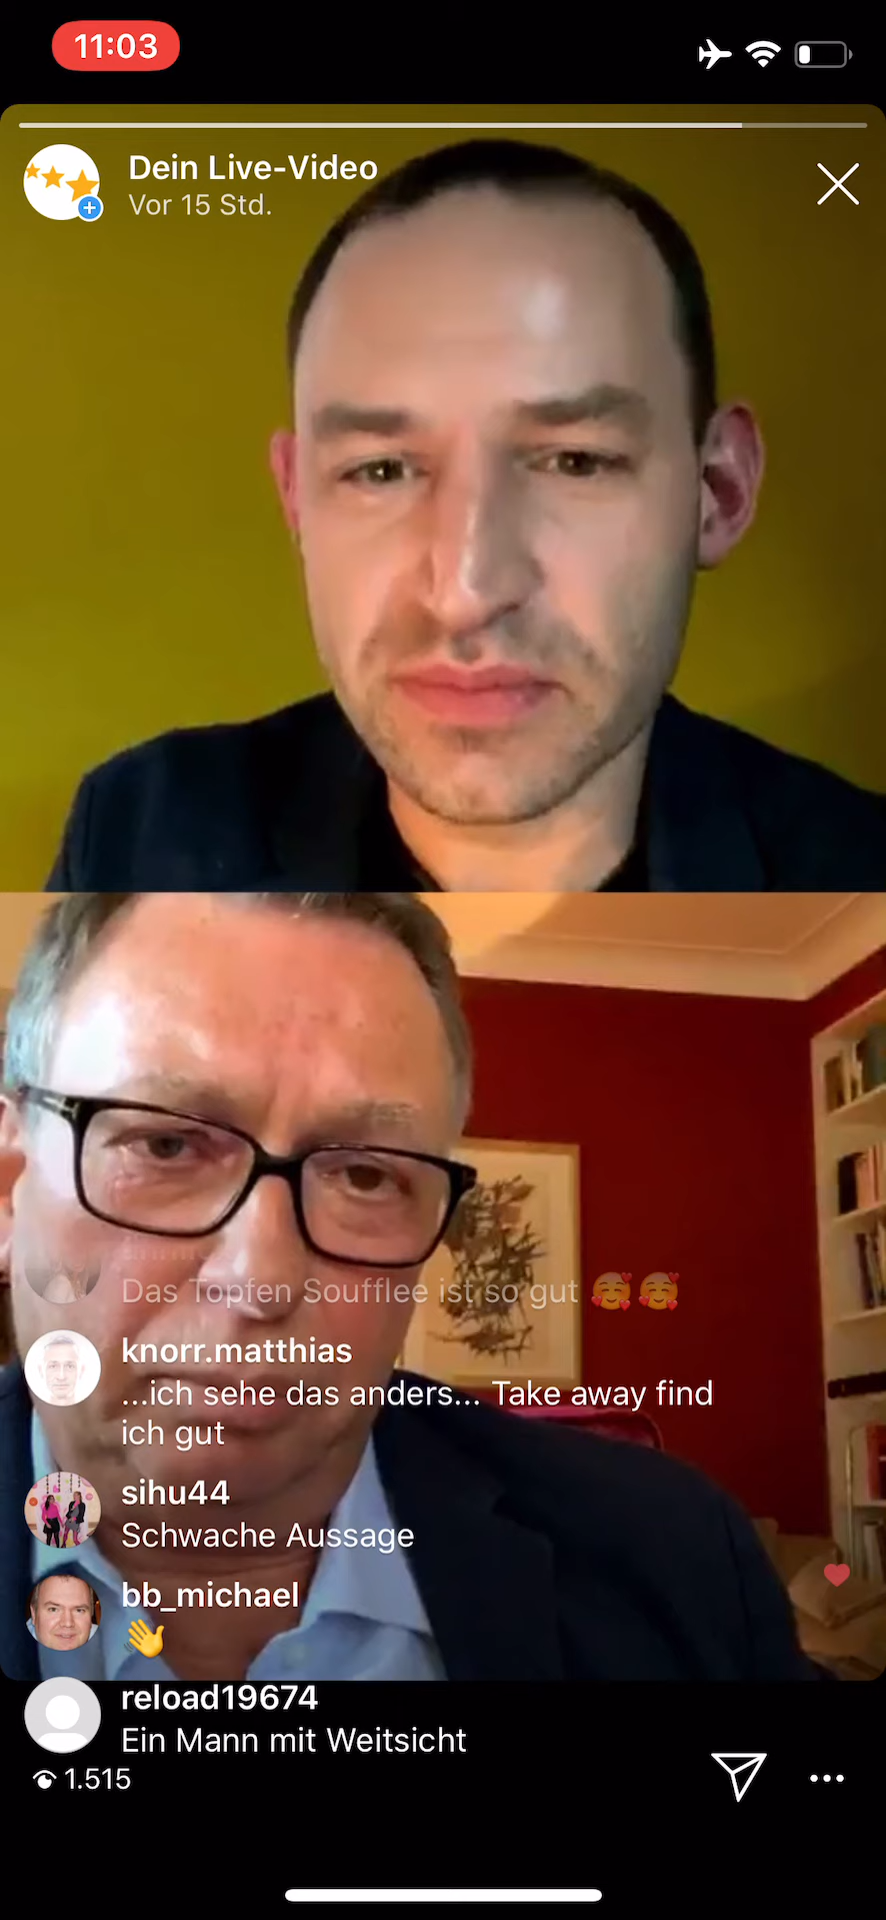 11:03
Dein Live-Video
Vor 15 Std.
Das Topfen Soufflee ist so gut 🥰🥰
knorr.matthias
...ich sehe das anders... Take away find
ich gut
sihu44
Schwache Aussage
bb_michael
👋
reload19674
Ein Mann mit Weitsicht
1.515